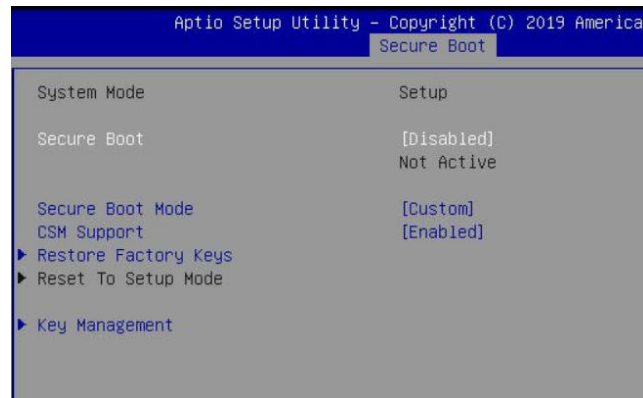 Aptio Setup Utility – Copyright (C) 2019 America
Secure Boot
System Mode Setup
Secure Boot [Disabled]
Not Active
Secure Boot Mode [Custom]
CSM Support [Enabled]
Restore Factory Keys
Reset To Setup Mode
Key Management